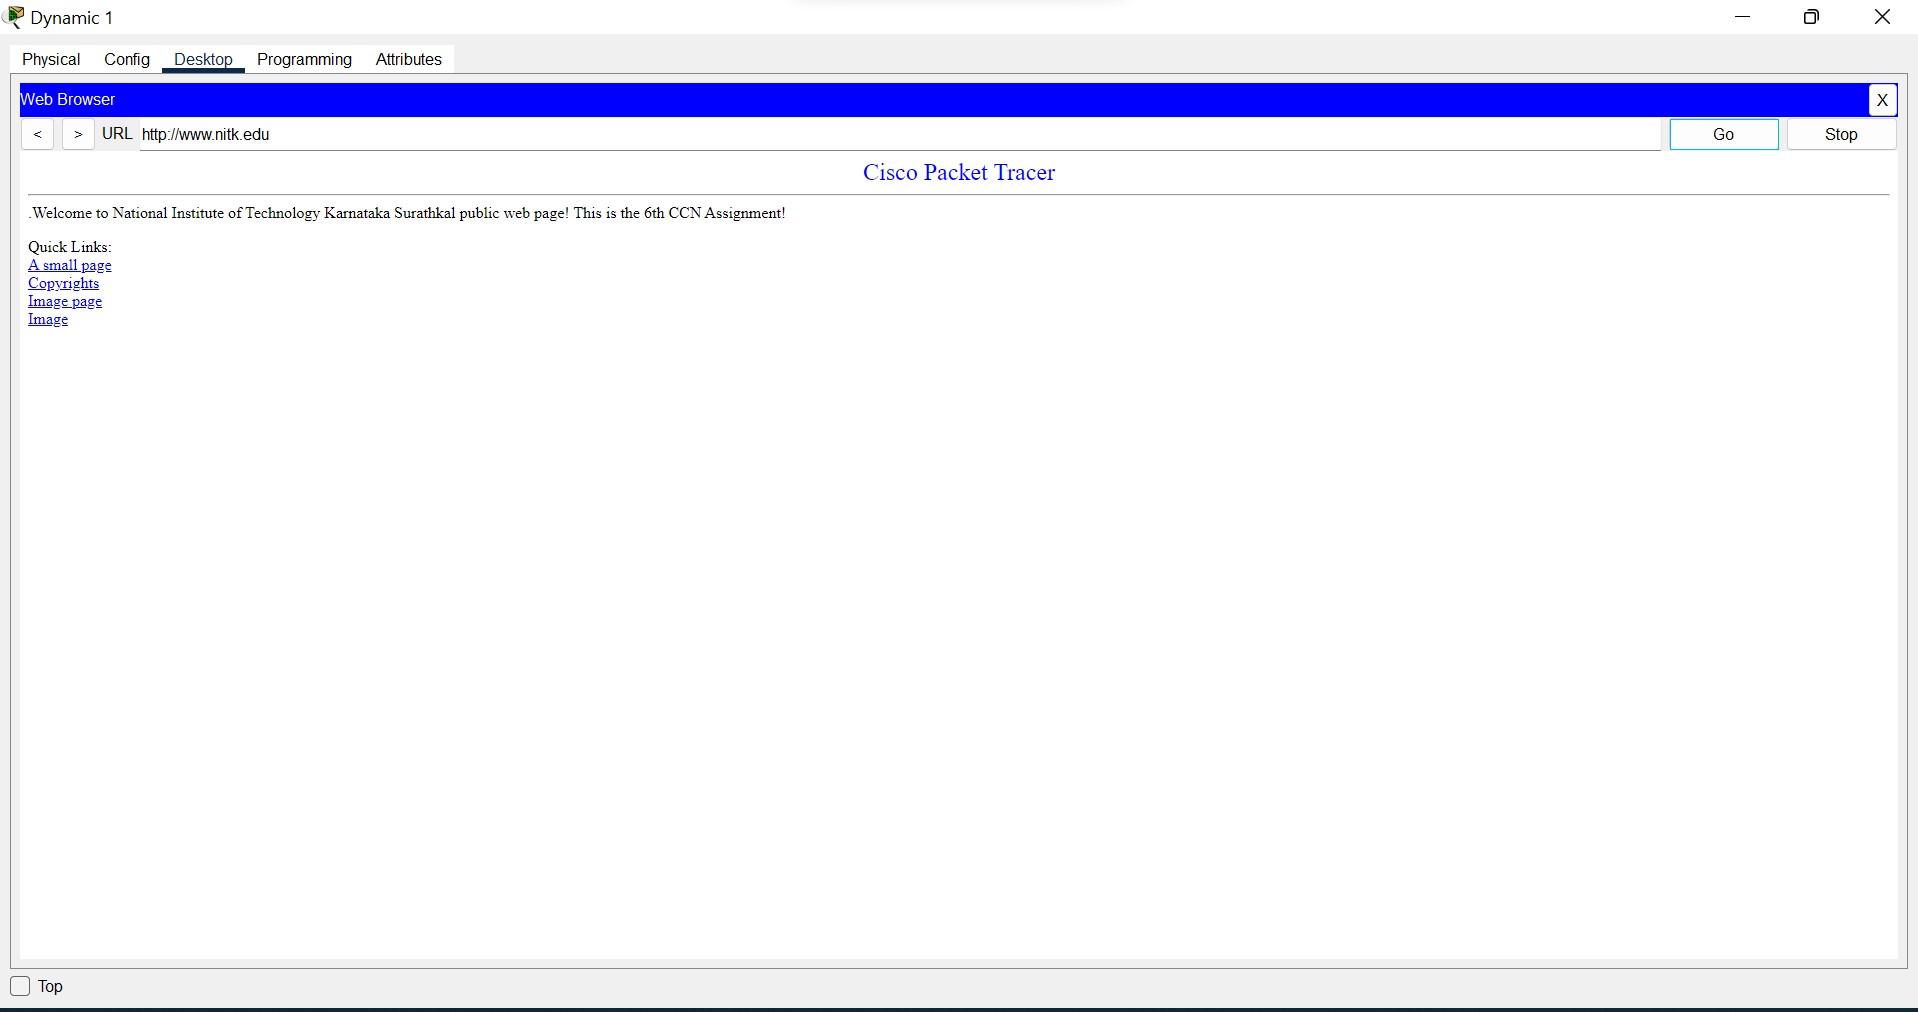 Dynamic 1
Physical Config Desktop Programming Attributes
Web Browser X
< > URL http://www.nitk.edu Go Stop
Cisco Packet Tracer
.Welcome to National Institute of Technology Karnataka Surathkal public web page! This is the 6th CCN Assignment!
Quick Links:
A small page
Copyrights
Image page
Image
Top